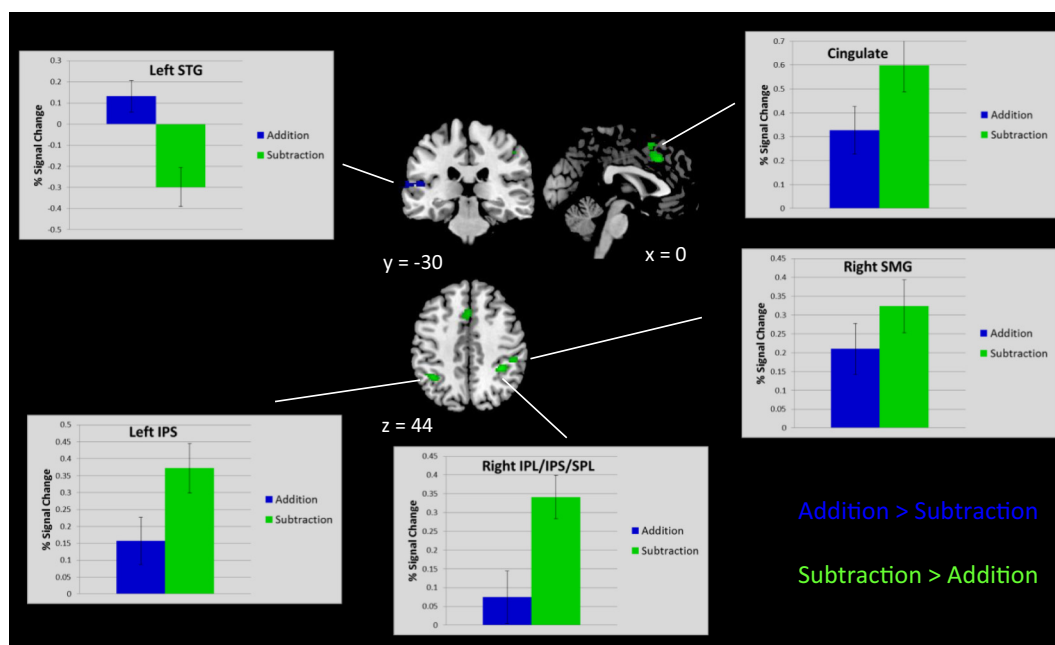 Left STG
% Signal Change
0.3
0.2
0.1
0
-0.1
-0.2
-0.3
-0.4
-0.5
Addition
Subtraction
Cingulate
% Signal Change
0.7
0.6
0.5
0.4
0.3
0.2
0.1
0
Addition
Subtraction
y = -30
x = 0
Right SMG
% Signal Change
0.45
0.4
0.35
0.3
0.25
0.2
0.15
0.1
0.05
0
Addition
Subtraction
z = 44
Left IPS
% Signal Change
0.5
0.45
0.4
0.35
0.3
0.25
0.2
0.15
0.1
0.05
0
Addition
Subtraction
Right IPL/IPS/SPL
% Signal Change
0.45
0.4
0.35
0.3
0.25
0.2
0.15
0.1
0.05
0
Addition
Subtraction
Addition > Subtraction
Subtraction > Addition